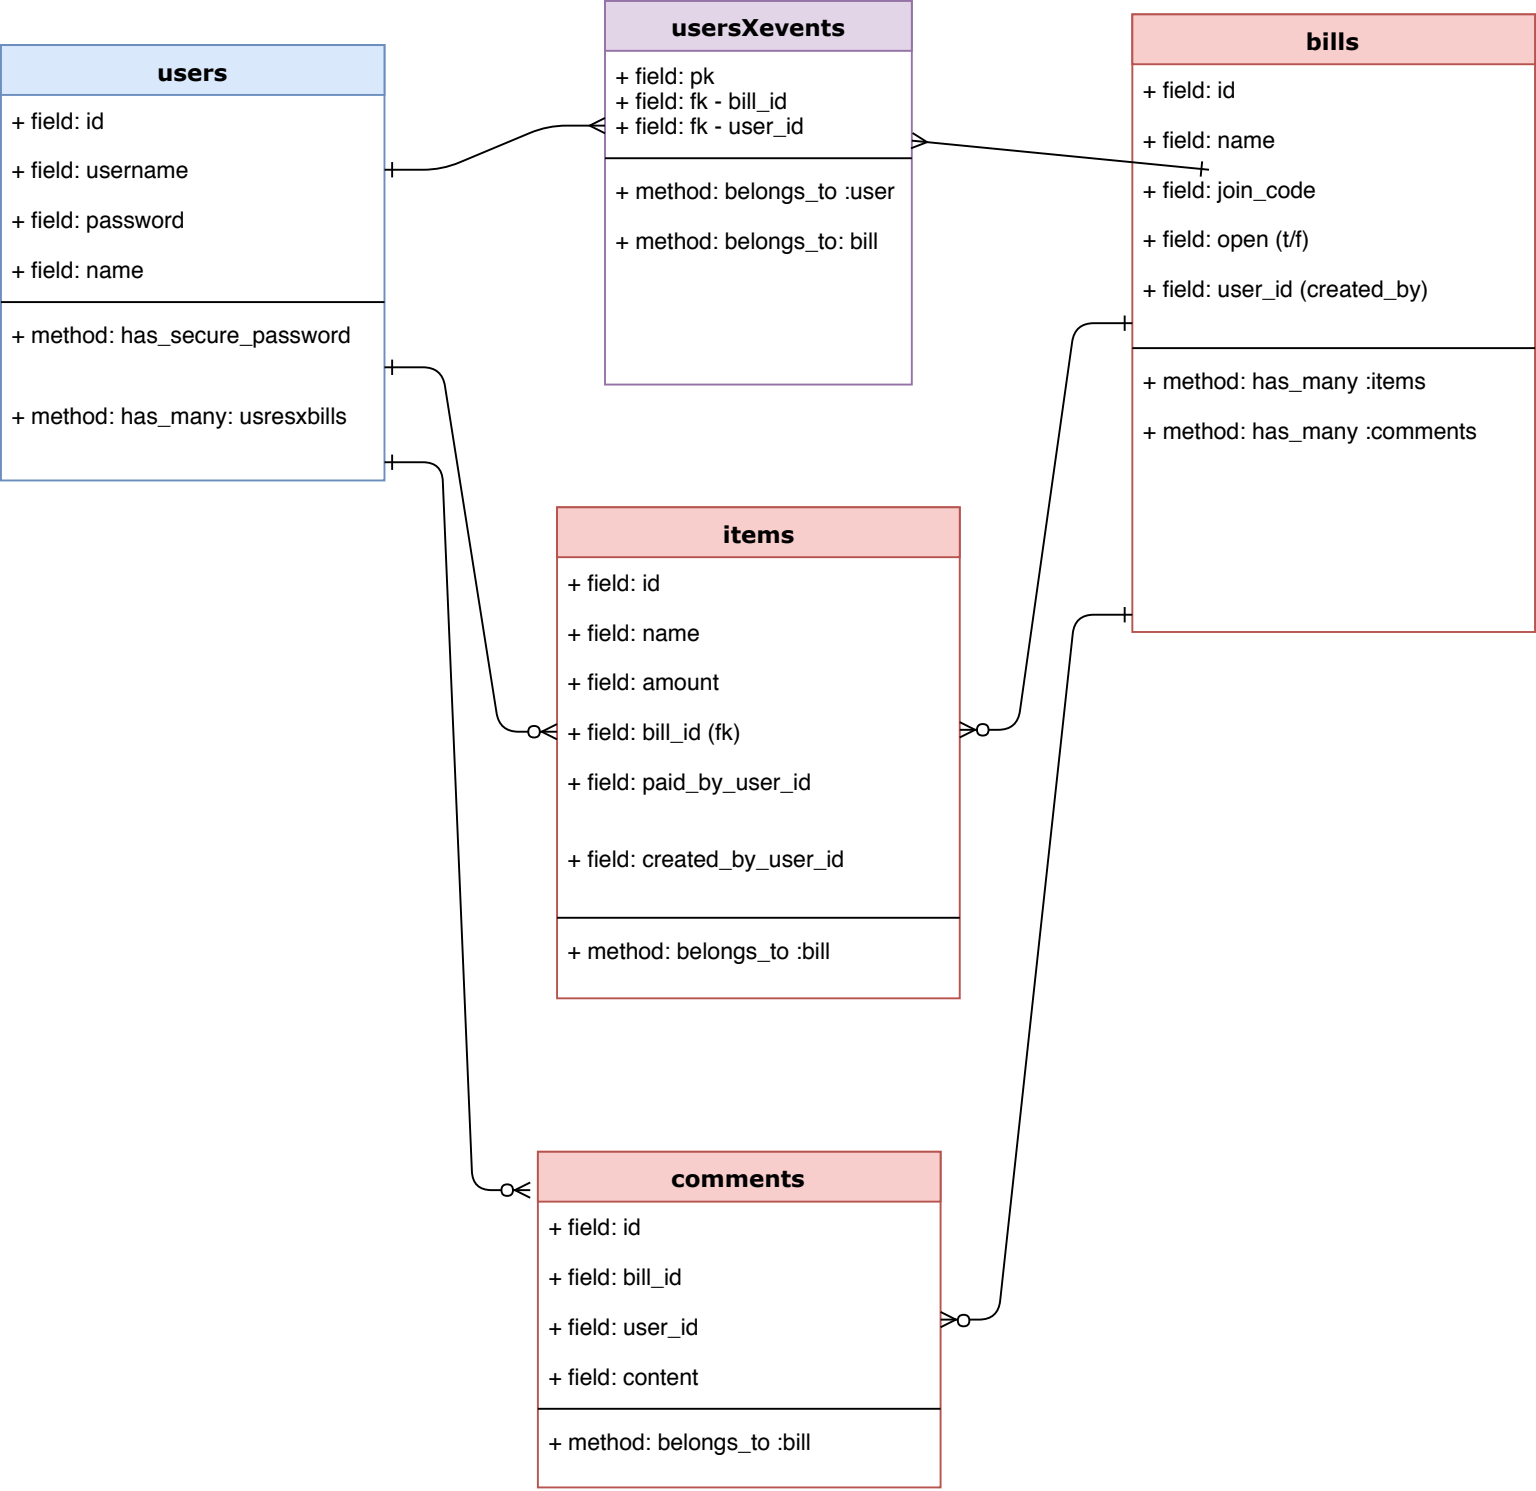 users
+ field: id
+ field: username
+ field: password
+ field: name
+ method: has_secure_password
+ method: has_many: usresxbills
usersXevents
+ field: pk
+ field: fk - bill_id
+ field: fk - user_id
+ method: belongs_to :user
+ method: belongs_to: bill
bills
+ field: id
+ field: name
+ field: join_code
+ field: open (t/f)
+ field: user_id (created_by)
+ method: has_many :items
+ method: has_many :comments
items
+ field: id
+ field: name
+ field: amount
+ field: bill_id (fk)
+ field: paid_by_user_id
+ field: created_by_user_id
+ method: belongs_to :bill
comments
+ field: id
+ field: bill_id
+ field: user_id
+ field: content
+ method: belongs_to :bill